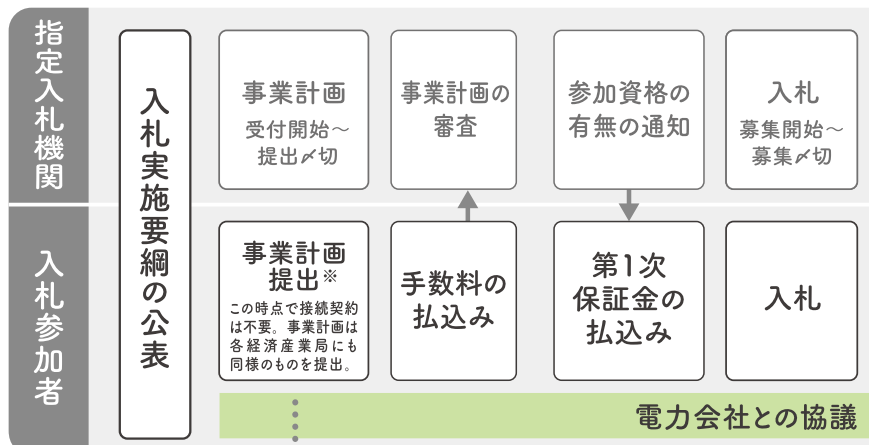 指定入札機関
入札参加者
入札実施要綱の公表
事業計画
受付開始〜
提出〆切
事業計画の
審査
参加資格の
有無の通知
入札
募集開始〜
募集〆切
事業計画
提出※
この時点で接続契約
は不要。事業計画は
各経済産業局にも
同様のものを提出。
手数料の
払込み
第1次
保証金の
払込み
入札
電力会社との協議